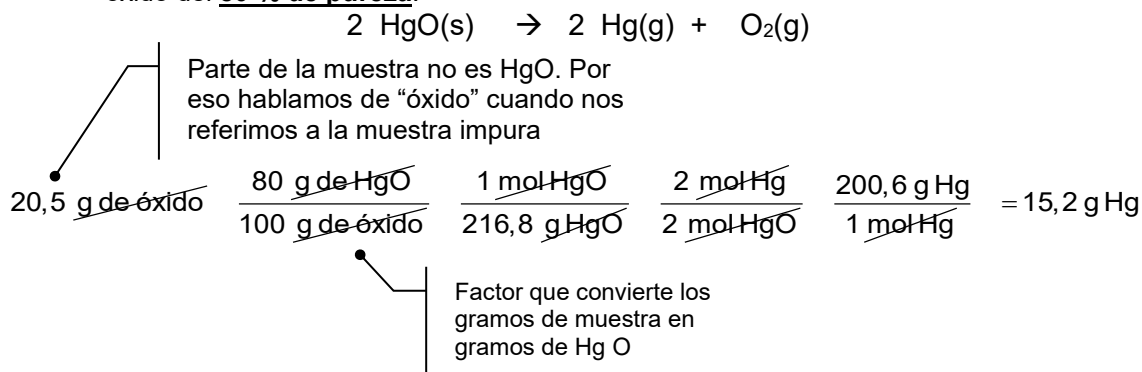 2 HgO(s) → 2 Hg(g) + O₂(g)
Parte de la muestra no es HgO. Por
eso hablamos de “óxido” cuando nos
referimos a la muestra impura
20,5 g de óxido 80 g de HgO / 100 g de óxido 1 mol HgO / 216,8 g HgO 2 mol Hg / 2 mol HgO 200,6 g Hg / 1 mol Hg = 15,2 g Hg
Factor que convierte los
gramos de muestra en
gramos de Hg O